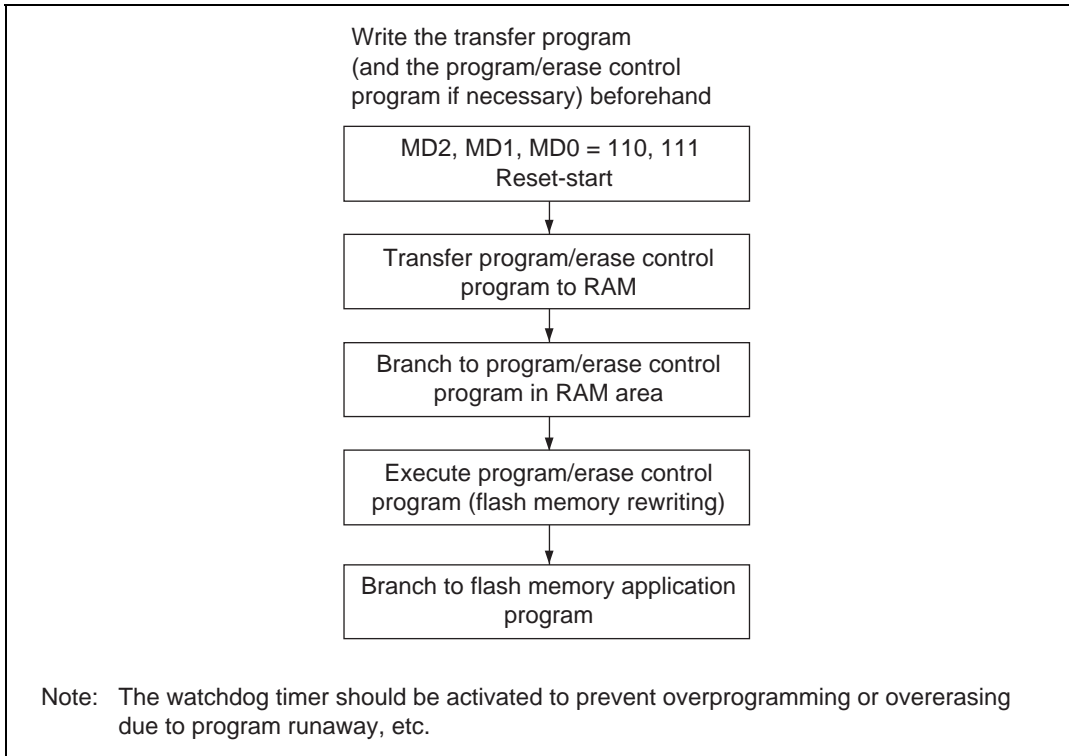 Write the transfer program
(and the program/erase control
program if necessary) beforehand
MD2, MD1, MD0 = 110, 111
Reset-start
Transfer program/erase control
program to RAM
Branch to program/erase control
program in RAM area
Execute program/erase control
program (flash memory rewriting)
Branch to flash memory application
program
Note: The watchdog timer should be activated to prevent overprogramming or overerasing
due to program runaway, etc.